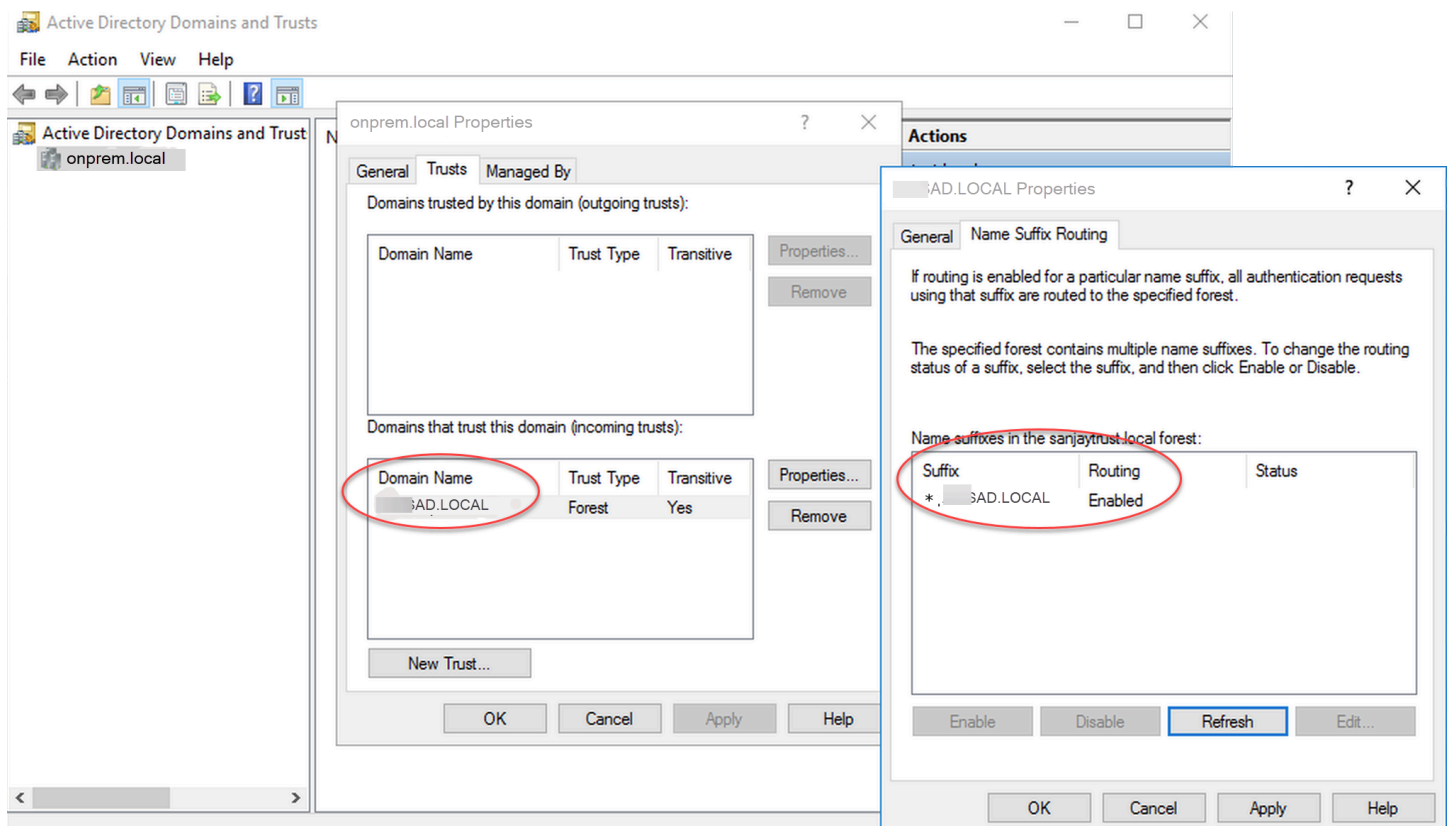 Active Directory Domains and Trusts
File Action View Help
Active Directory Domains and Trust
onprem.local
N
onprem.local Properties
?
General Trusts Managed By
Domains trusted by this domain (outgoing trusts):
Domain Name Trust Type Transitive
Properties...
Remove
Domains that trust this domain (incoming trusts):
Domain Name Trust Type Transitive
SAD.LOCAL Forest Yes
Properties...
Remove
New Trust...
OK Cancel Apply Help
Actions
SAD.LOCAL Properties
?
General Name Suffix Routing
If routing is enabled for a particular name suffix, all authentication requests
using that suffix are routed to the specified forest.
The specified forest contains multiple name suffixes. To change the routing
status of a suffix, select the suffix, and then click Enable or Disable.
Name suffixes in the sanjaytrust.local forest:
Suffix Routing Status
*. SAD.LOCAL Enabled
Enable Disable Refresh Edit...
OK Cancel Apply Help